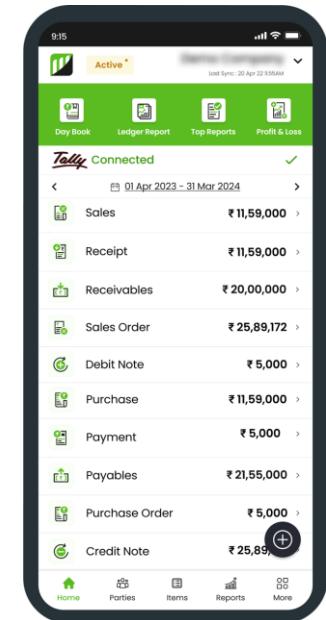 9:15
Active *
Last Sync : 20 Apr 22 9:55AM
Day Book Ledger Report Top Reports Profit & Loss
Tally Connected
01 Apr 2023 - 31 Mar 2024
Sales ₹ 11,59,000
Receipt ₹ 11,59,000
Receivables ₹ 20,00,000
Sales Order ₹ 25,89,172
Debit Note ₹ 5,000
Purchase ₹ 11,59,000
Payment ₹ 5,000
Payables ₹ 21,55,000
Purchase Order ₹ 5,000
Credit Note ₹ 25,89,
Home Parties Items Reports More